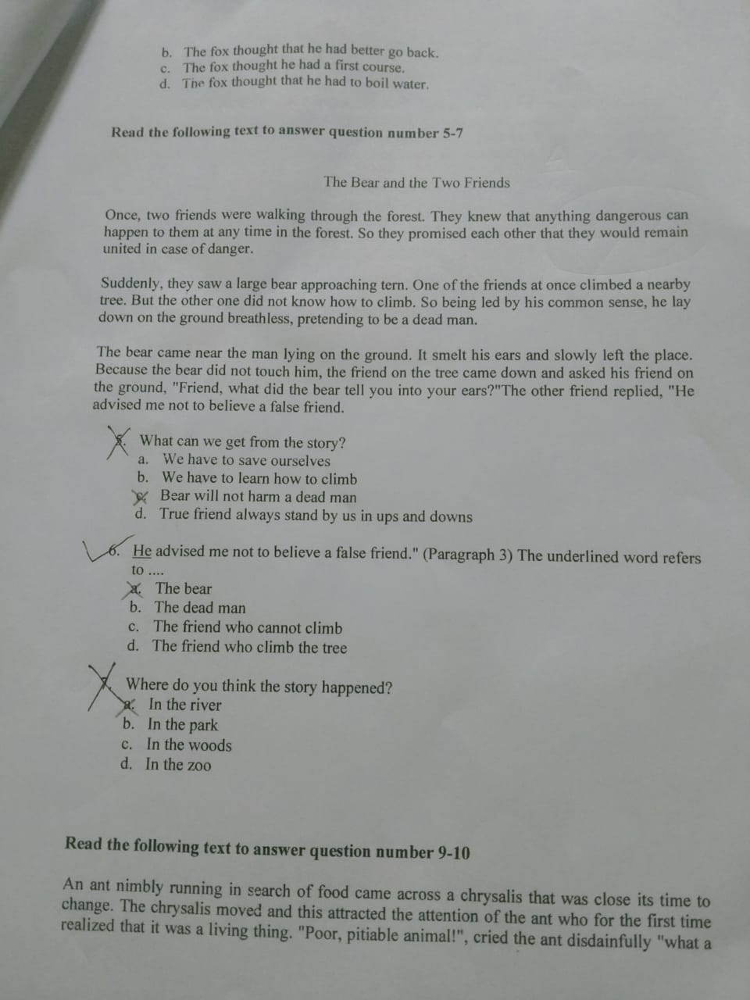 b. The fox thought that he had better go back.
c. The fox thought he had a first course.
d. The fox thought that he had to boil water.
Read the following text to answer question number 5-7
The Bear and the Two Friends
Once, two friends were walking through the forest. They knew that anything dangerous can
happen to them at any time in the forest. So they promised each other that they would remain
united in case of danger.
Suddenly, they saw a large bear approaching tern. One of the friends at once climbed a nearby
tree. But the other one did not know how to climb. So being led by his common sense, he lay
down on the ground breathless, pretending to be a dead man.
The bear came near the man lying on the ground. It smelt his ears and slowly left the place.
Because the bear did not touch him, the friend on the tree came down and asked his friend on
the ground, "Friend, what did the bear tell you into your ears?"The other friend replied, "He
advised me not to believe a false friend.
5. What can we get from the story?
a. We have to save ourselves
b. We have to learn how to climb
c. Bear will not harm a dead man
d. True friend always stand by us in ups and downs
6. He advised me not to believe a false friend." (Paragraph 3) The underlined word refers
to ....
a. The bear
b. The dead man
c. The friend who cannot climb
d. The friend who climb the tree
7. Where do you think the story happened?
a. In the river
b. In the park
c. In the woods
d. In the zoo
Read the following text to answer question number 9-10
An ant nimbly running in search of food came across a chrysalis that was close its time to
change. The chrysalis moved and this attracted the attention of the ant who for the first time
realized that it was a living thing. "Poor, pitiable animal!", cried the ant disdainfully "what a